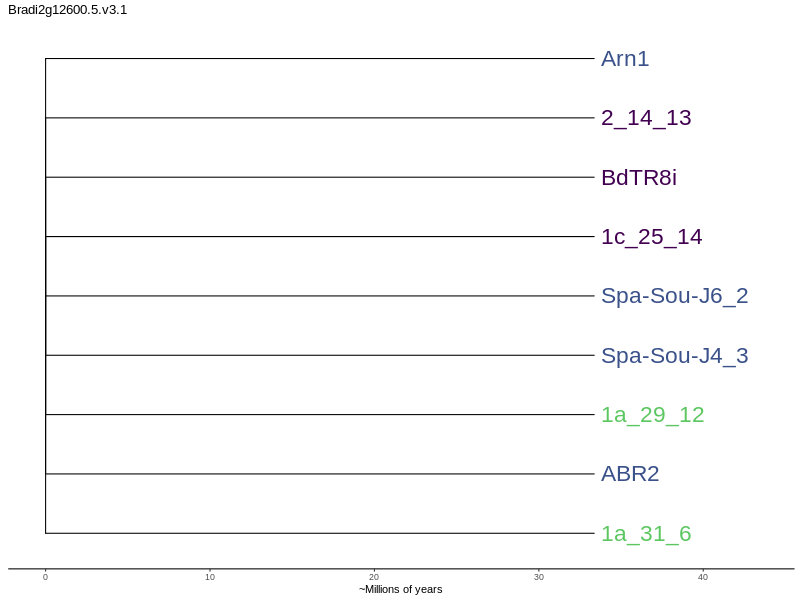 Bradi2g12600.5.v3.1
Arn1
2_14_13
BdTR8i
1c_25_14
Spa-Sou-J6_2
Spa-Sou-J4_3
1a_29_12
ABR2
1a_31_6
0 10 20 30 40
~Millions of years